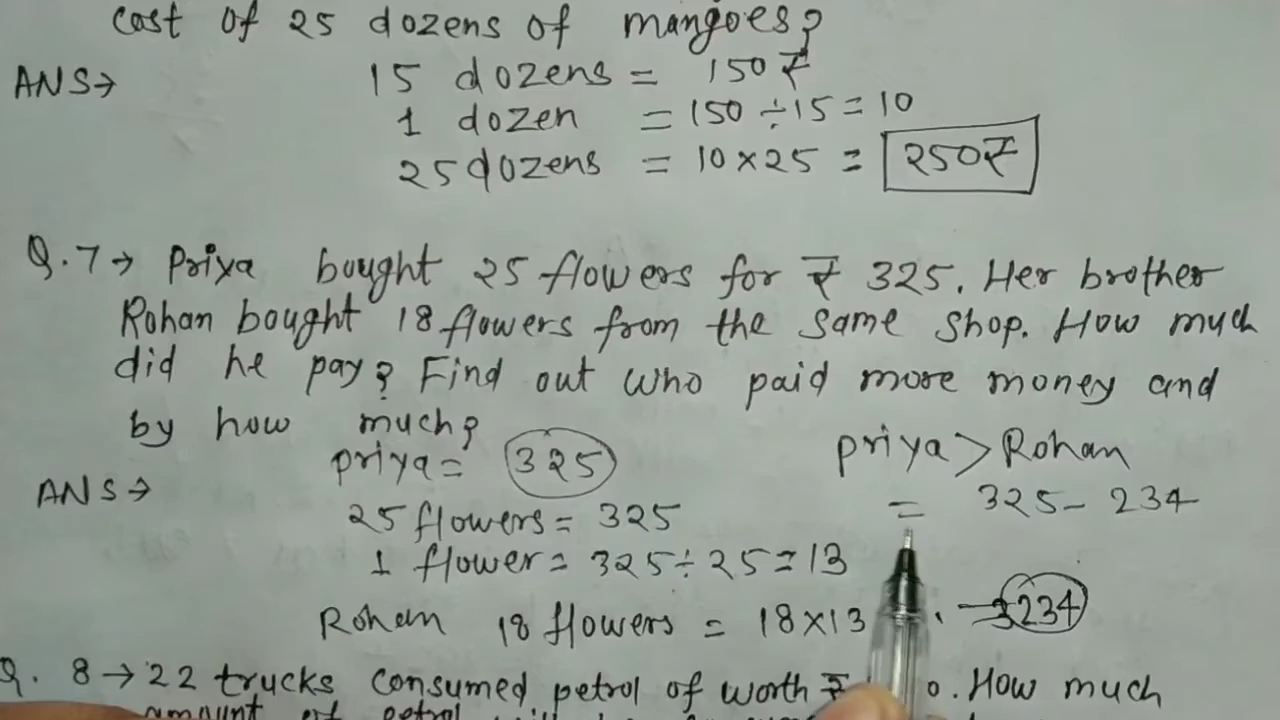 cost of 25 dozens of mangoes?
ANS→ 15 dozens = 150₹
1 dozen = 150 ÷ 15 = 10
25 dozens = 10 × 25 = 250₹
Q.7→ Priya bought 25 flowers for ₹ 325. Her brother
Rohan bought 18 flowers from the same shop. How much
did he pay? Find out who paid more money and
by how much?
ANS→ priya = 325
25 flowers = 325
1 flower = 325 ÷ 25 = 13
Rohan 18 flowers = 18×13 234
priya > Rohan
= 325 - 234
Q. 8→ 22 trucks consumed petrol of worth ₹ 0. How much
amount of petrol